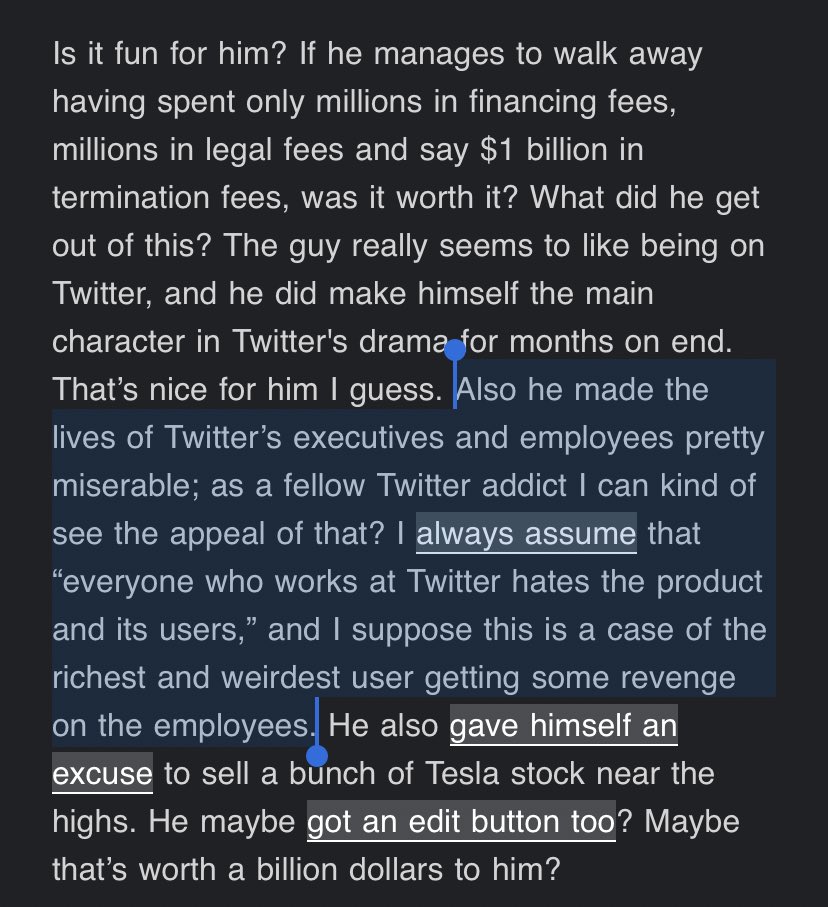 Is it fun for him? If he manages to walk away
having spent only millions in financing fees,
millions in legal fees and say $1 billion in
termination fees, was it worth it? What did he get
out of this? The guy really seems to like being on
Twitter, and he did make himself the main
character in Twitter's drama for months on end.
That’s nice for him I guess. Also he made the
lives of Twitter’s executives and employees pretty
miserable; as a fellow Twitter addict I can kind of
see the appeal of that? I always assume that
“everyone who works at Twitter hates the product
and its users,” and I suppose this is a case of the
richest and weirdest user getting some revenge
on the employees. He also gave himself an
excuse to sell a bunch of Tesla stock near the
highs. He maybe got an edit button too? Maybe
that’s worth a billion dollars to him?